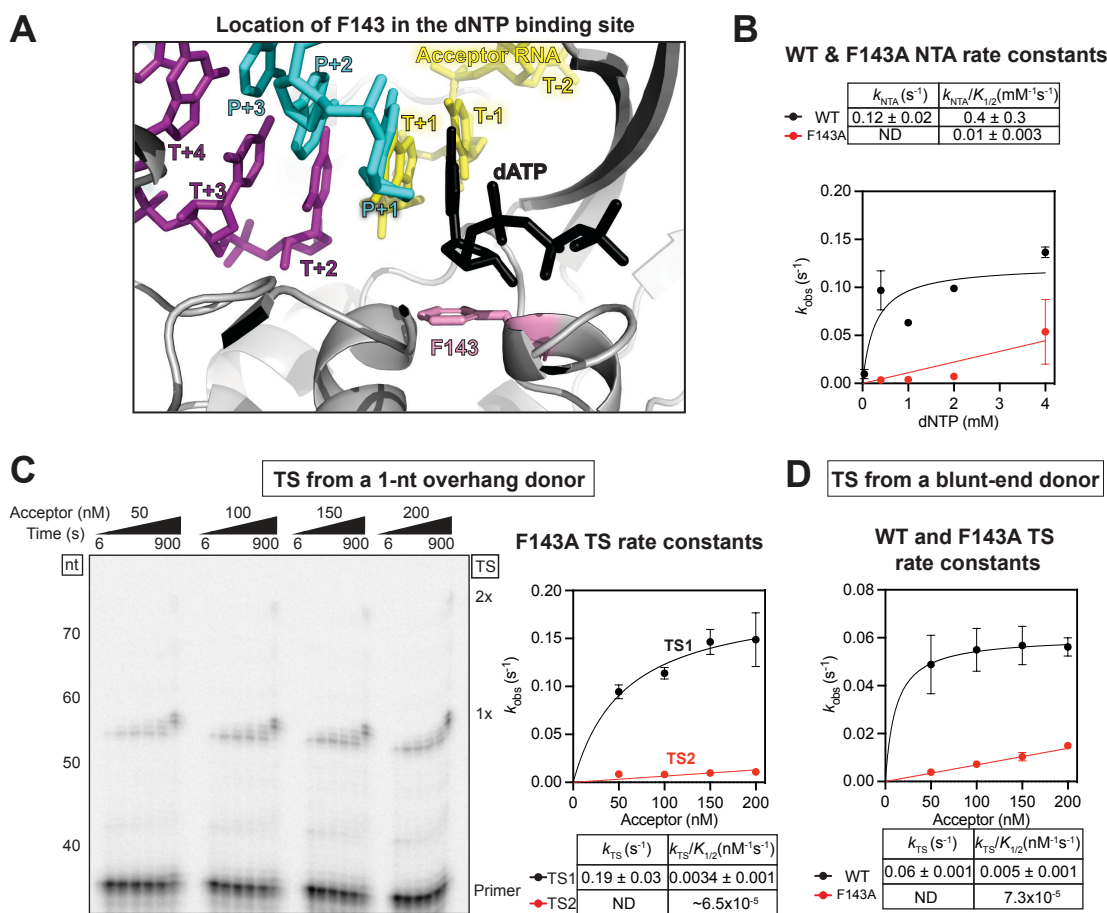 A
Location of F143 in the dNTP binding site
Acceptor RNA
P+2
P+3
T-2
T-1
T+1
T+4
dATP
T+3
P+1
T+2
F143
B
WT & F143A NTA rate constants
kNTA (s-1) kNTA/K1/2(mM-1s-1)
WT 0.12 ± 0.02 0.4 ± 0.3
F143A ND 0.01 ± 0.003
0.20
0.15
0.10
0.05
0.00
kobs (s-1)
0 1 2 3 4
dNTP (mM)
C
TS from a 1-nt overhang donor
Acceptor (nM) 50 100 150 200
Time (s)
6 900 6 900 6 900 6 900
nt
TS
2x
70
60
1x
50
40
Primer
F143A TS rate constants
0.20
0.15
0.10
0.05
0.00
kobs (s-1)
TS1
TS2
0 50 100 150 200
Acceptor (nM)
kTS (s-1) kTS/K1/2(nM-1s-1)
TS1 0.19 ± 0.03 0.0034 ± 0.001
TS2 ND ~6.5x10-5
D
TS from a blunt-end donor
WT and F143A TS
rate constants
0.08
0.06
0.04
0.02
0.00
kobs (s-1)
0 50 100 150 200
Acceptor (nM)
kTS (s-1) kTS/K1/2(nM-1s-1)
WT 0.06 ± 0.001 0.005 ± 0.001
F143A ND 7.3x10-5